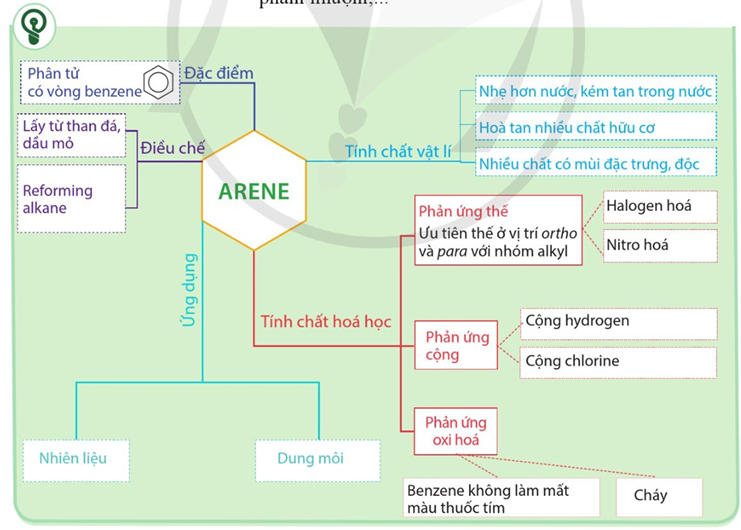 phẩm nhuộm,...
Phân tử
có vòng benzene
Đặc điểm
Lấy từ than đá,
dầu mỏ
Điều chế
Reforming
alkane
ARENE
Tính chất vật lí
Nhẹ hơn nước, kém tan trong nước
Hoà tan nhiều chất hữu cơ
Nhiều chất có mùi đặc trưng, độc
Ứng dụng
Nhiên liệu
Dung môi
Tính chất hoá học
Phản ứng thế
Ưu tiên thế ở vị trí ortho
và para với nhóm alkyl
Halogen hoá
Nitro hoá
Phản ứng
cộng
Cộng hydrogen
Cộng chlorine
Phản ứng
oxi hoá
Benzene không làm mất
màu thuốc tím
Cháy